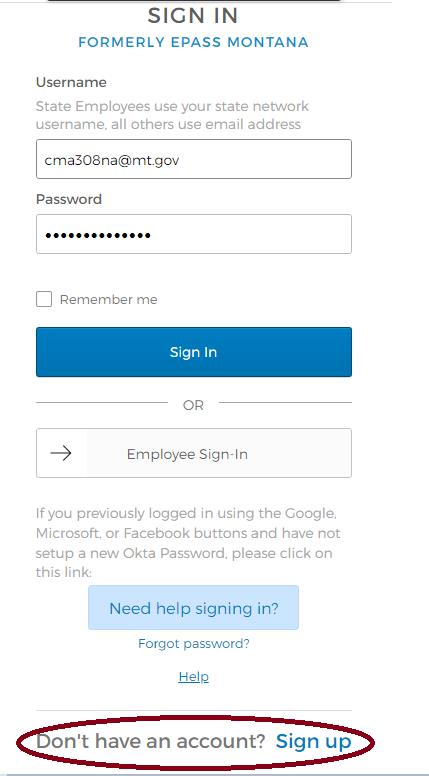 SIGN IN
FORMERLY EPASS MONTANA
Username
State Employees use your state network
username, all others use email address
cma308na@mt.gov
Password
••••••••••••••
Remember me
Sign In
OR
Employee Sign-In
If you previously logged in using the Google,
Microsoft, or Facebook buttons and have not
setup a new Okta Password, please click on
this link:
Need help signing in?
Forgot password?
Help
Don't have an account? Sign up